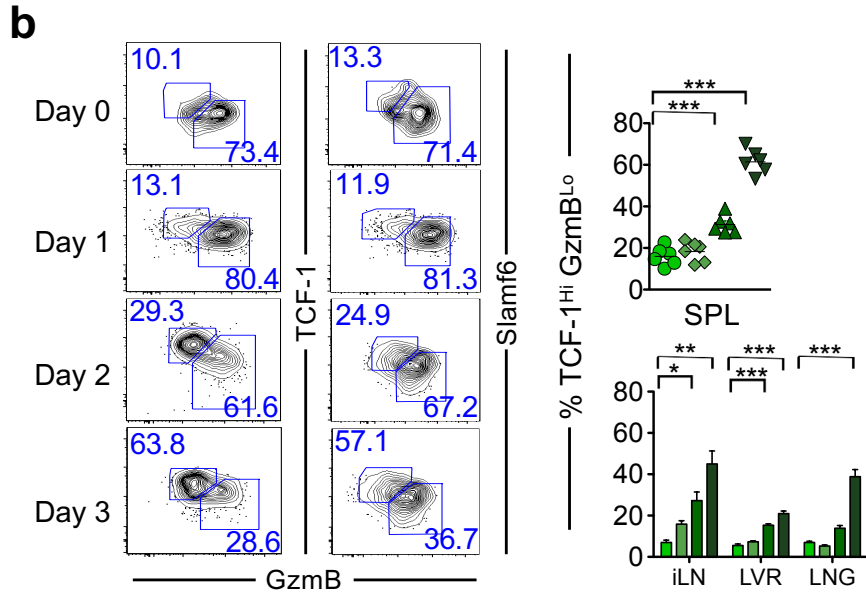 b
Day 0
10.1
73.4
13.3
71.4
Day 1
13.1
80.4
11.9
81.3
Day 2
29.3
61.6
24.9
67.2
Day 3
63.8
28.6
57.1
36.7
GzmB
TCF-1
Slamf6
% TCF-1Hi GzmBLo
***
***
80
60
40
20
0
SPL
** *** ***
* ***
80
60
40
20
0
iLN LVR LNG